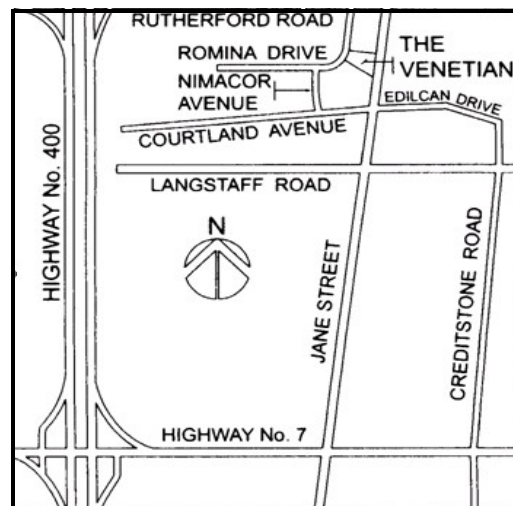 RUTHERFORD ROAD
ROMINA DRIVE
THE
VENETIAN
NIMACOR
AVENUE
EDILCAN DRIVE
COURTLAND AVENUE
LANGSTAFF ROAD
HIGHWAY No. 400
N
JANE STREET
CREDITSTONE ROAD
HIGHWAY No. 7